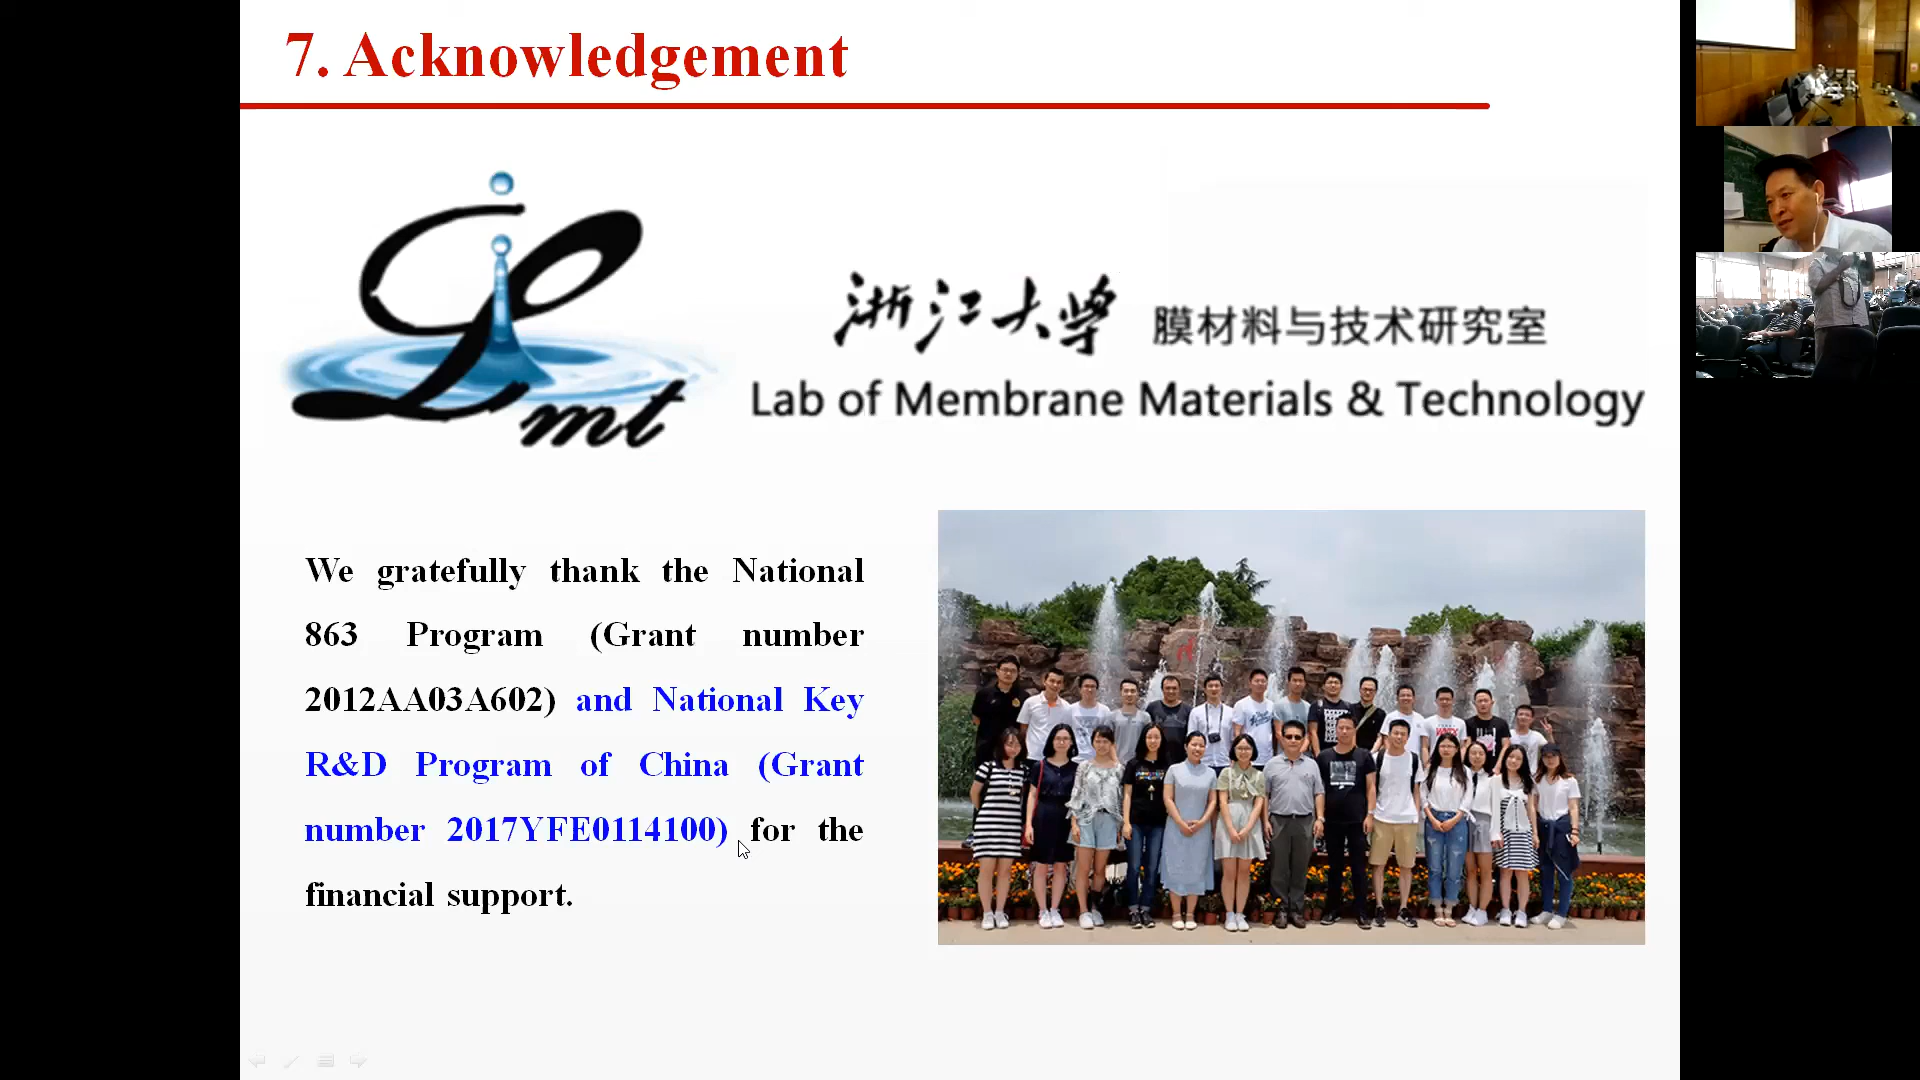 7. Acknowledgement
Lmt
浙江大学 膜材料与技术研究室
Lab of Membrane Materials & Technology
We gratefully thank the National
863 Program (Grant number
2012AA03A602) and National Key
R&D Program of China (Grant
number 2017YFE0114100) for the
financial support.